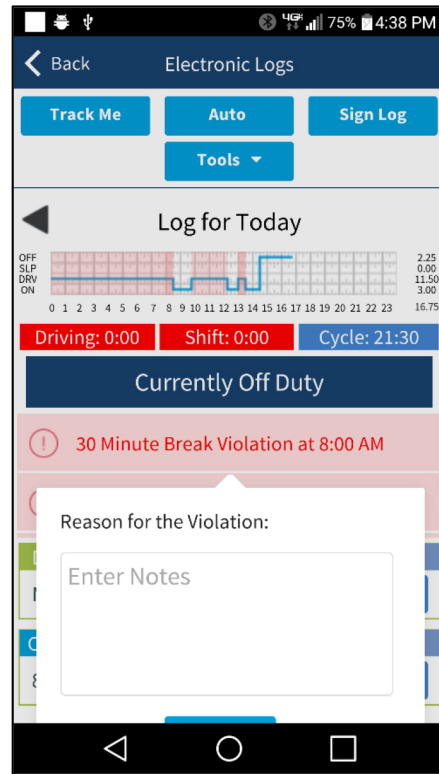 4G 75% 4:38 PM
Back Electronic Logs
Track Me Auto Sign Log
Tools
Log for Today
OFF 2.25
SLP 0.00
DRV 11.50
ON 3.00
0 1 2 3 4 5 6 7 8 9 10 11 12 13 14 15 16 17 18 19 20 21 22 23 16.75
Driving: 0:00 Shift: 0:00 Cycle: 21:30
Currently Off Duty
30 Minute Break Violation at 8:00 AM
Reason for the Violation:
Enter Notes